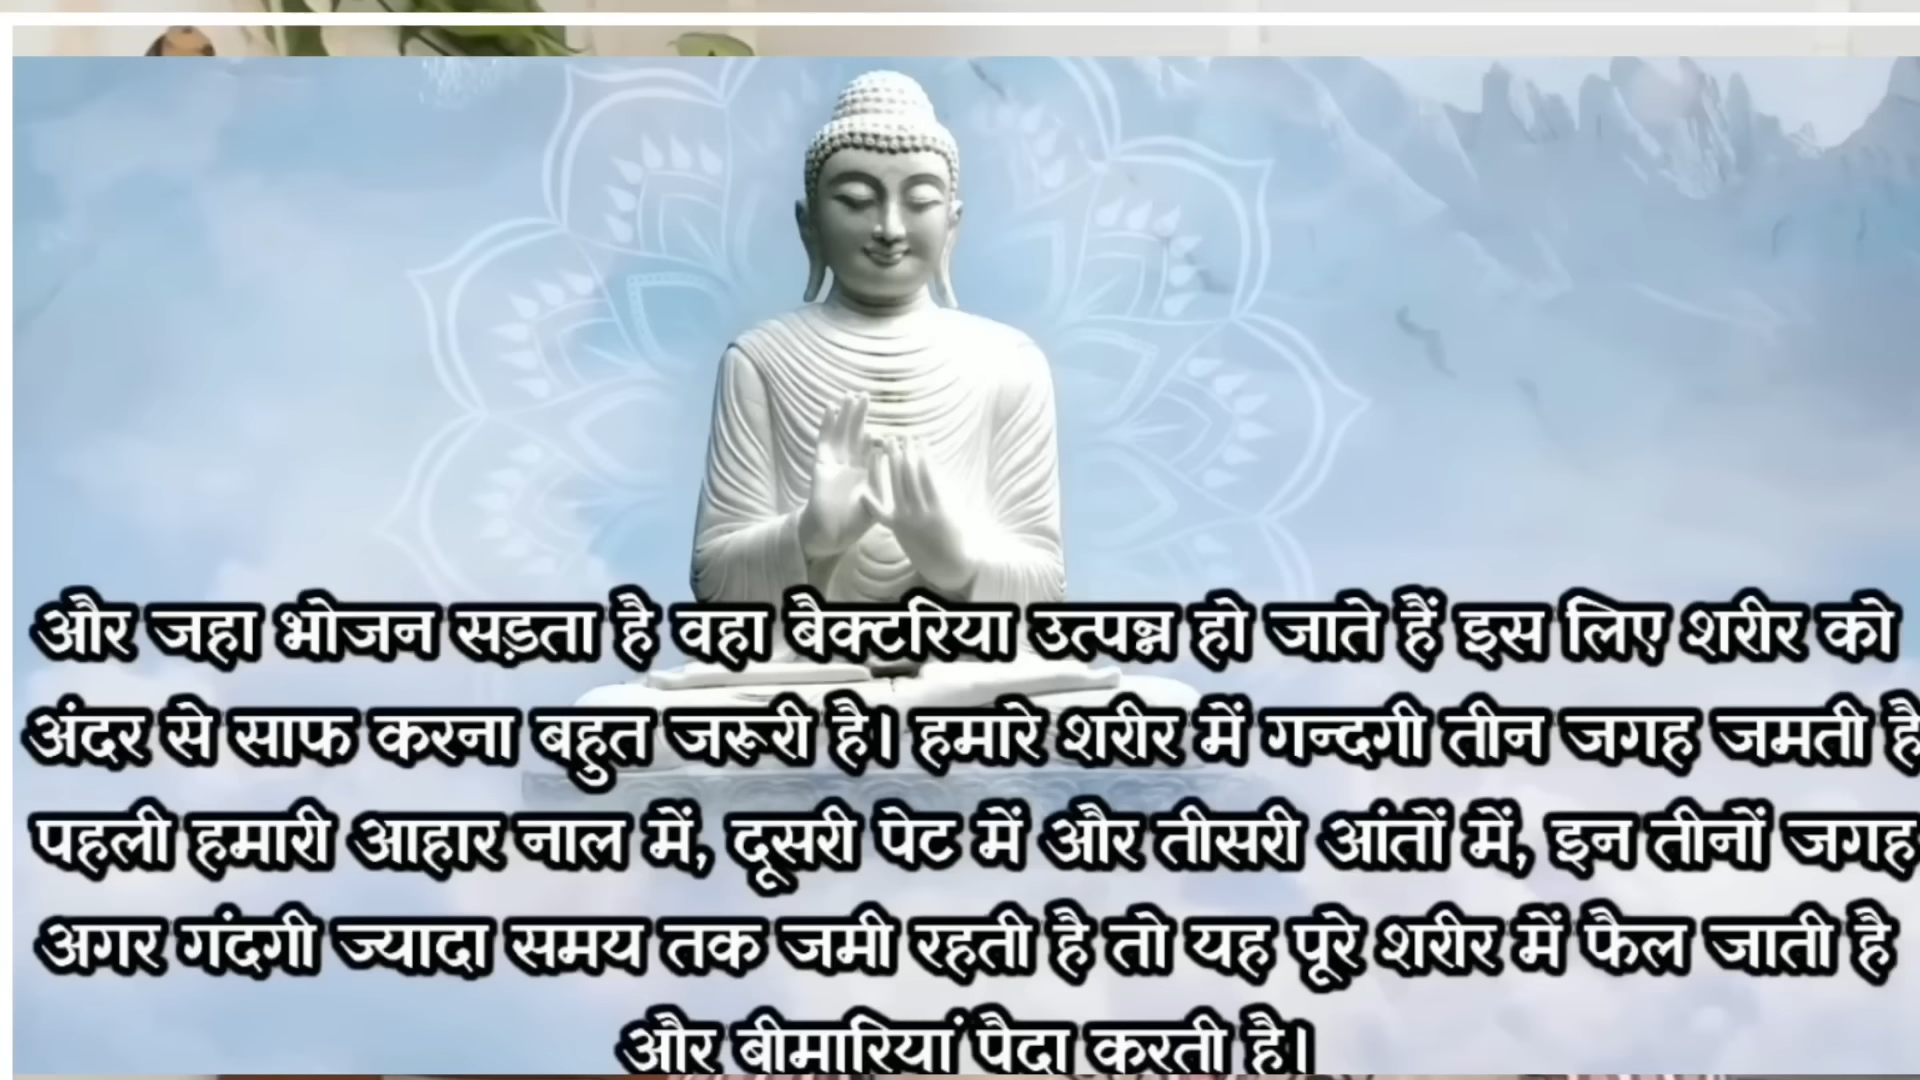 और जहा भोजन सड़ता है वहा बैक्टरिया उत्पन्न हो जाते हैं इस लिए शरीर को
अंदर से साफ करना बहुत जरूरी है। हमारे शरीर में गन्दगी तीन जगह जमती है
पहली हमारी आहार नाल में, दूसरी पेट में और तीसरी आंतों में, इन तीनों जगह
अगर गंदगी ज्यादा समय तक जमी रहती है तो यह पूरे शरीर में फैल जाती है
और बीमारियां पैदा करती है।